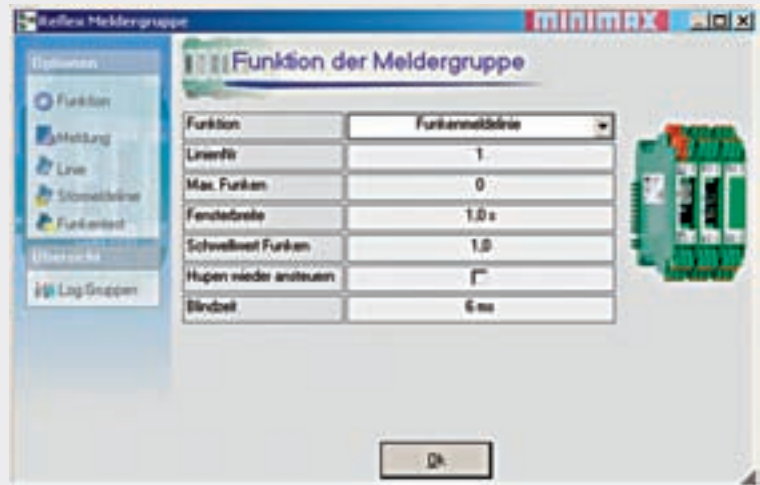 Reflex Meldergruppe
minimax
Optionen
Funktion
Meldung
Linie
Störmeldelinie
Funkentest
Übersicht
Log Gruppen
Funktion der Meldergruppe
Funktion Funkenmeldelinie
LinienNr 1
Max. Funken 0
Fensterbreite 1,0 s
Schwellwert Funken 1,0
Hupen wieder ansteuern
Blindzeit 6 ms
Ok